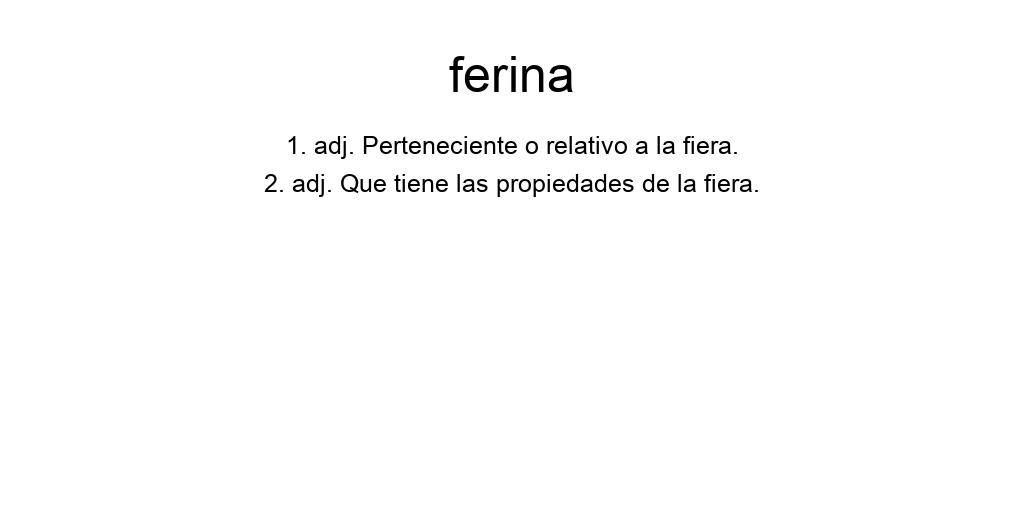 ferina
1. adj. Perteneciente o relativo a la fiera.
2. adj. Que tiene las propiedades de la fiera.